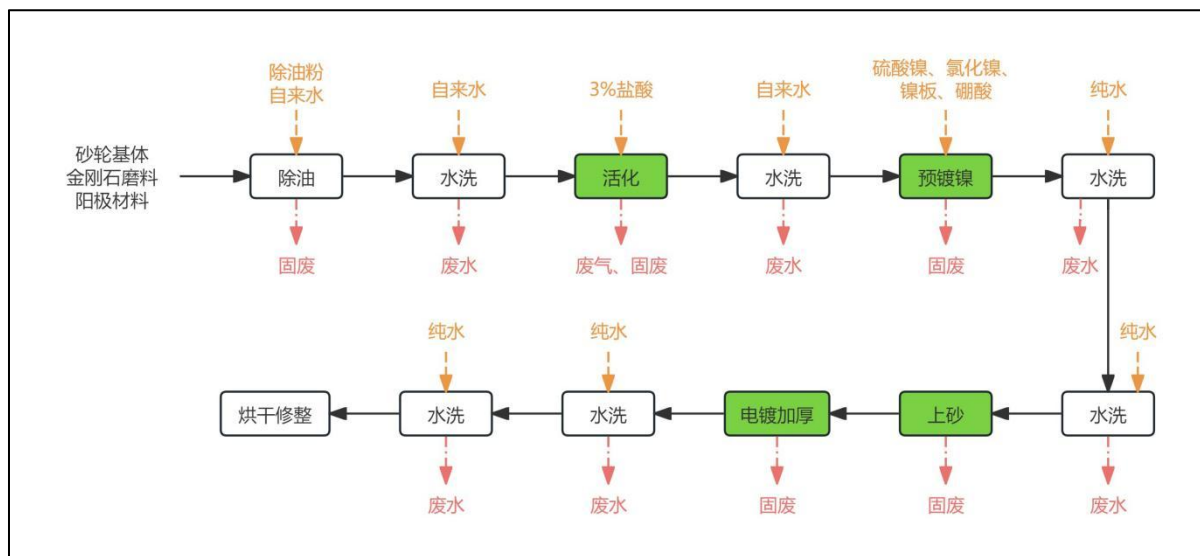 除油粉
自来水
自来水
3%盐酸
自来水
硫酸镍、氯化镍、
镍板、硼酸
纯水
砂轮基体
金刚石磨料
阳极材料
除油
水洗
活化
水洗
预镀镍
水洗
固废
废水
废气、固废
废水
固废
废水
纯水
纯水
纯水
烘干修整
水洗
水洗
电镀加厚
上砂
水洗
废水
废水
固废
固废
废水